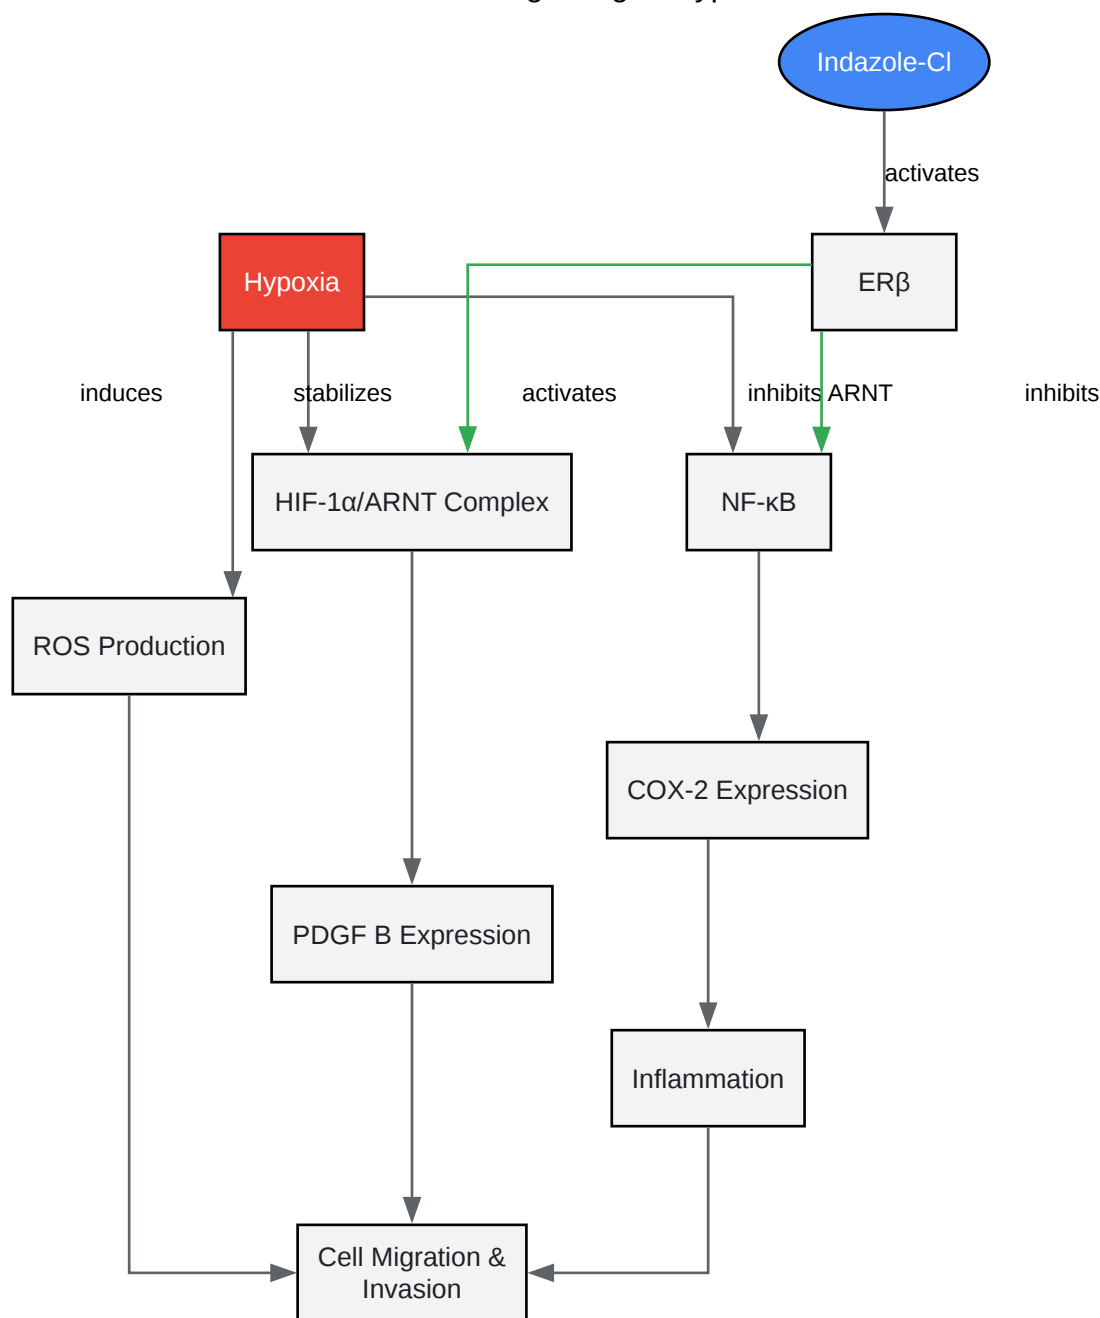 Indazole-Cl
activates
Hypoxia
ERβ
induces
stabilizes
activates
inhibits ARNT
inhibits
HIF-1α/ARNT Complex
NF-κB
ROS Production
COX-2 Expression
PDGF B Expression
Inflammation
Cell Migration &
Invasion